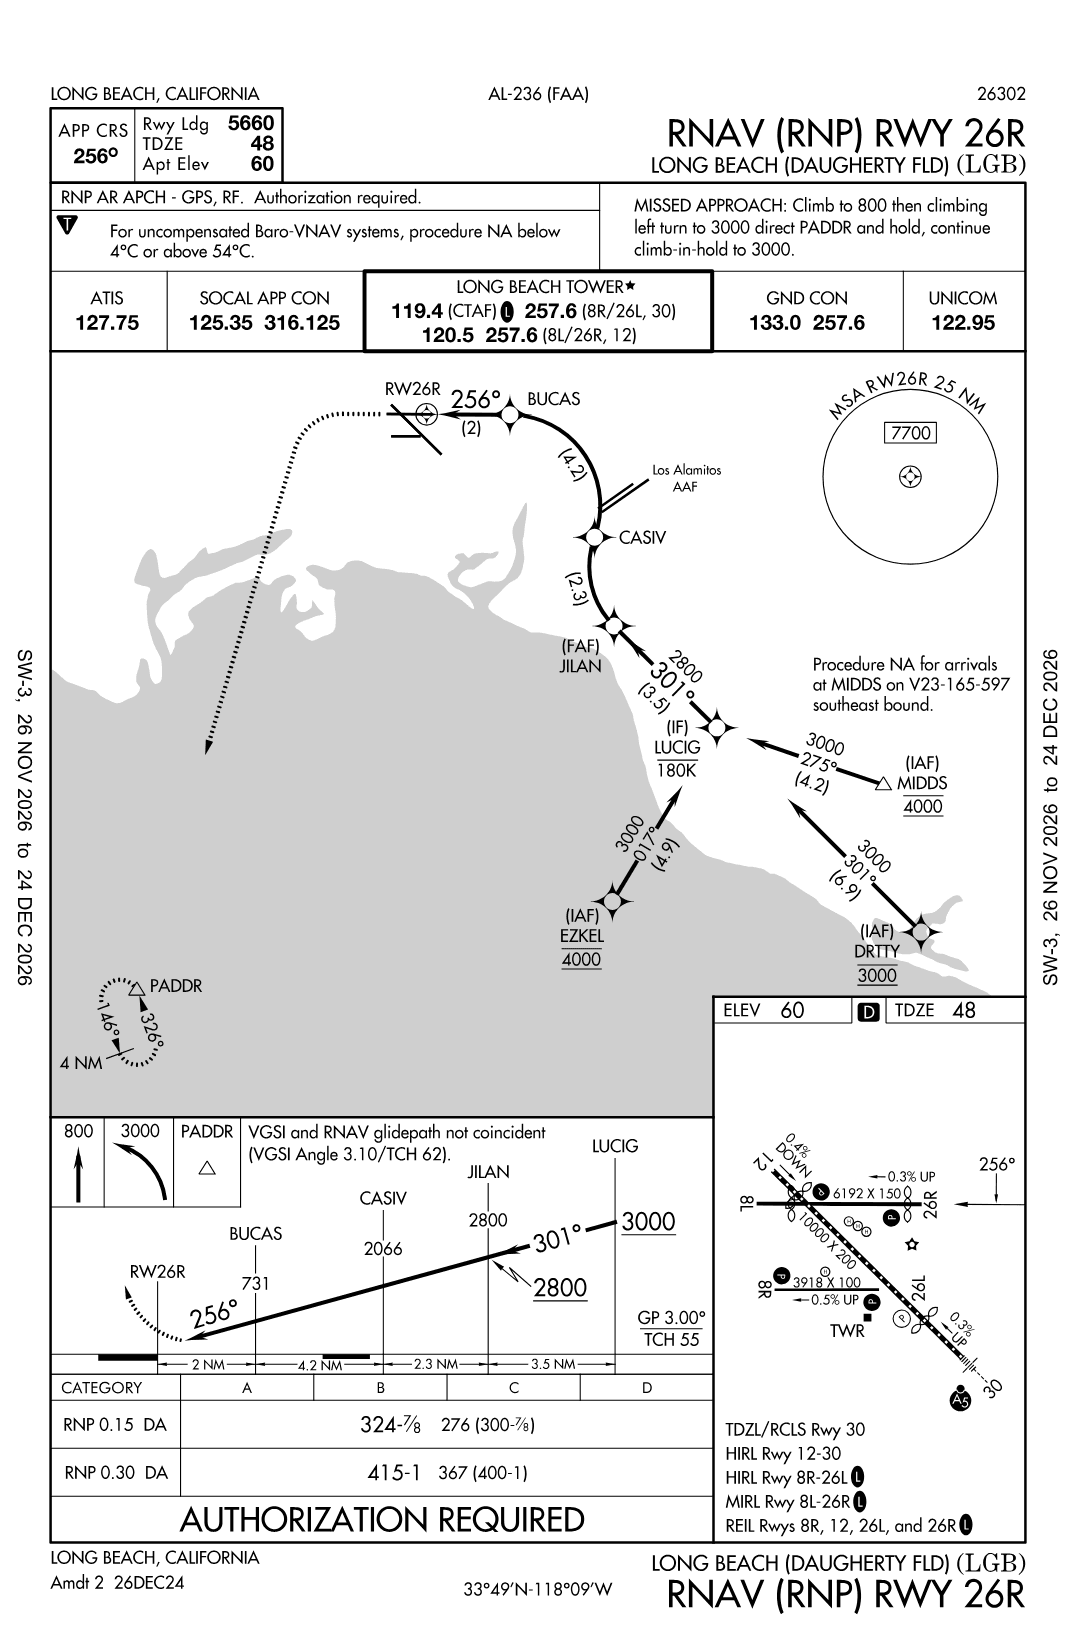 LONG BEACH, CALIFORNIA
AL-236 (FAA)
26302
APP CRS
256°
Rwy Ldg 5660
TDZE 48
Apt Elev 60
RNAV (RNP) RWY 26R
LONG BEACH (DAUGHERTY FLD) (LGB)
RNP AR APCH - GPS, RF. Authorization required.
T
For uncompensated Baro-VNAV systems, procedure NA below
4°C or above 54°C.
MISSED APPROACH: Climb to 800 then climbing
left turn to 3000 direct PADDR and hold, continue
climb-in-hold to 3000.
ATIS
127.75
SOCAL APP CON
125.35 316.125
LONG BEACH TOWER★
119.4 (CTAF) L 257.6 (8R/26L, 30)
120.5 257.6 (8L/26R, 12)
GND CON
133.0 257.6
UNICOM
122.95
RW26R
256°
(2)
BUCAS
(4.2)
Los Alamitos
AAF
CASIV
(2.3)
(FAF)
JILAN
2800
301°
(3.5)
(IF)
LUCIG
180K
MSA RW26R 25 NM
7700
Procedure NA for arrivals
at MIDDS on V23-165-597
southeast bound.
3000
275°
(4.2)
(IAF)
MIDDS
4000
3000
017°
(4.9)
(IAF)
EZKEL
4000
3000
301°
(6.9)
(IAF)
DRTTY
3000
PADDR
146°
326°
4 NM
SW-3, 26 NOV 2026 to 24 DEC 2026
SW-3, 26 NOV 2026 to 24 DEC 2026
ELEV 60
D
TDZE 48
12
0.4%
DOWN
8L
6192 X 150
0.3% UP
26R
256°
P
P
10000 X 200
8R
3918 X 100
0.5% UP
26L
P
P
P
TWR
0.3%
UP
30
A5
TDZL/RCLS Rwy 30
HIRL Rwy 12-30
HIRL Rwy 8R-26L L
MIRL Rwy 8L-26R L
REIL Rwys 8R, 12, 26L, and 26R L
800
3000
PADDR
VGSI and RNAV glidepath not coincident
(VGSI Angle 3.10/TCH 62).
LUCIG
JILAN
CASIV
BUCAS
RW26R
3000
301°
2800
2800
2066
731
256°
GP 3.00°
TCH 55
2 NM
4.2 NM
2.3 NM
3.5 NM
CATEGORY A B C D
RNP 0.15 DA 324-⅞ 276 (300-⅞)
RNP 0.30 DA 415-1 367 (400-1)
AUTHORIZATION REQUIRED
LONG BEACH, CALIFORNIA
Amdt 2 26DEC24
33°49'N-118°09'W
LONG BEACH (DAUGHERTY FLD) (LGB)
RNAV (RNP) RWY 26R